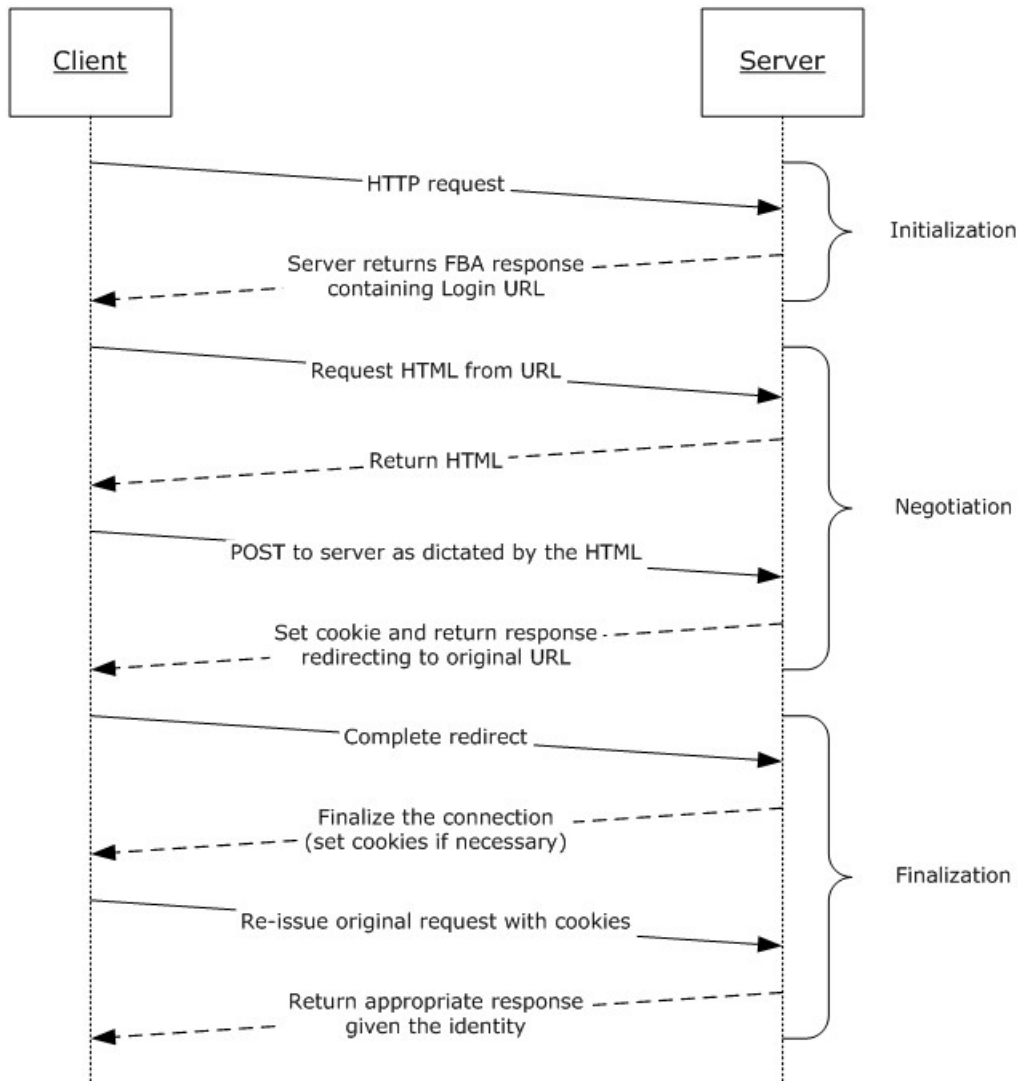 Client
Server
HTTP request
Initialization
Server returns FBA response
containing Login URL
Request HTML from URL
Return HTML
Negotiation
POST to server as dictated by the HTML
Set cookie and return response
redirecting to original URL
Complete redirect
Finalize the connection
(set cookies if necessary)
Finalization
Re-issue original request with cookies
Return appropriate response
given the identity